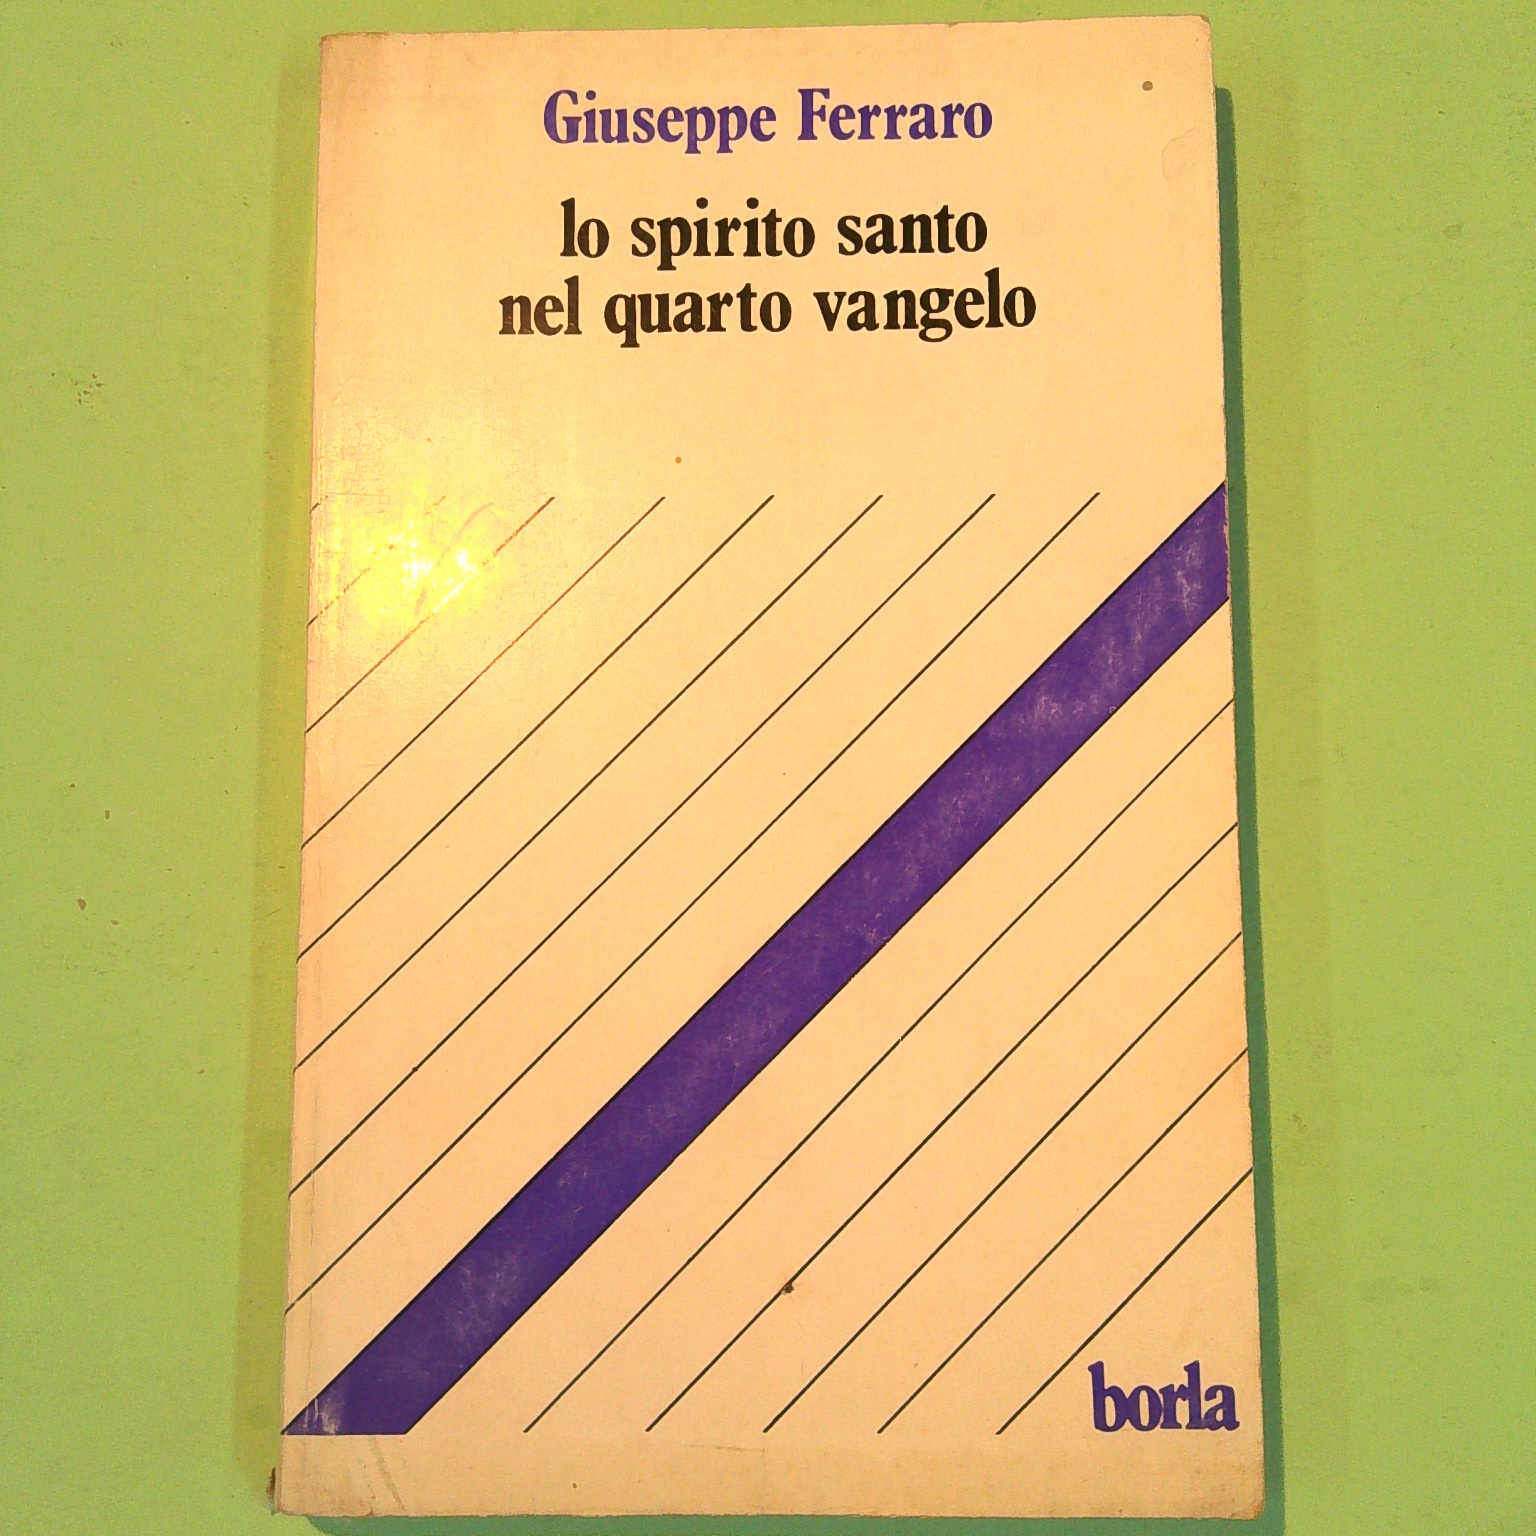 Giuseppe Ferraro
lo spirito santo
nel quarto vangelo
borla